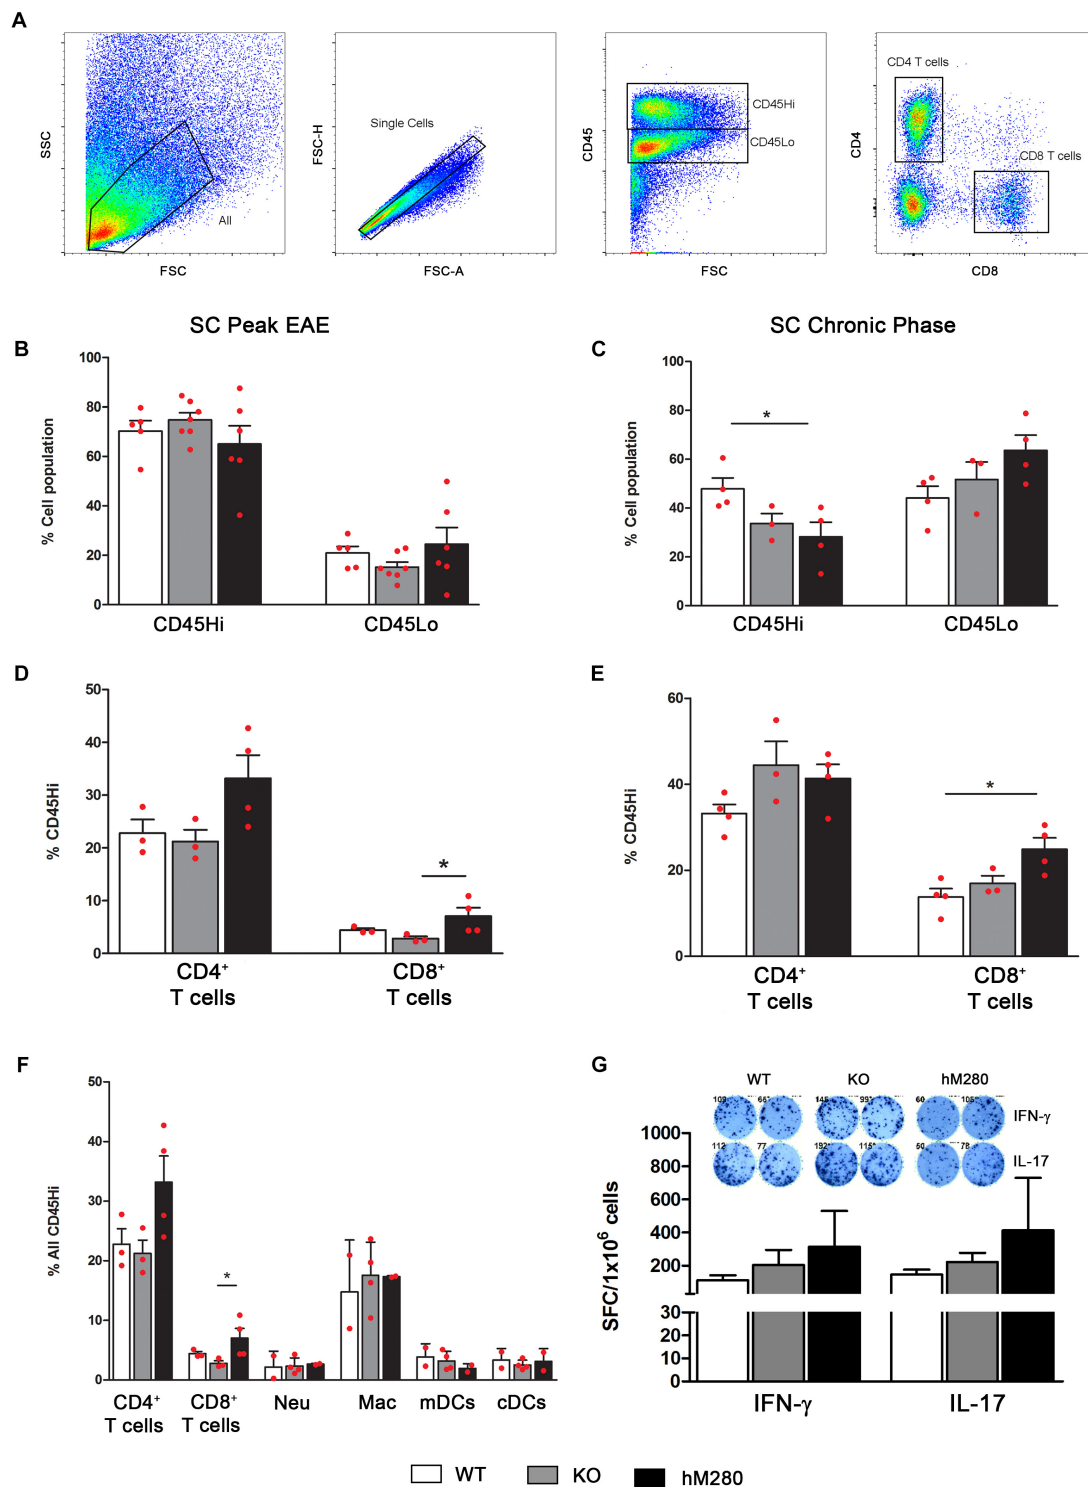 A
SSC
All
FSC
FSC-H
Single Cells
FSC-A
CD45
CD45Hi
CD45Lo
FSC
CD4
CD4 T cells
CD8 T cells
CD8
SC Peak EAE
SC Chronic Phase
B
% Cell population
100
80
60
40
20
0
CD45Hi
CD45Lo
C
% Cell population
100
80
60
40
20
0
*
CD45Hi
CD45Lo
D
% CD45Hi
50
40
30
20
10
0
*
CD4+
T cells
CD8+
T cells
E
% CD45Hi
60
40
20
0
*
CD4+
T cells
CD8+
T cells
F
% All CD45Hi
50
40
30
20
10
0
*
CD4+
T cells
CD8+
T cells
Neu
Mac
mDCs
cDCs
G
WT
KO
hM280
IFN-γ
IL-17
60
112
77
115
78
SFC/1x10⁶ cells
1000
800
600
400
200
30
20
10
0
IFN-γ
IL-17
WT
KO
hM280